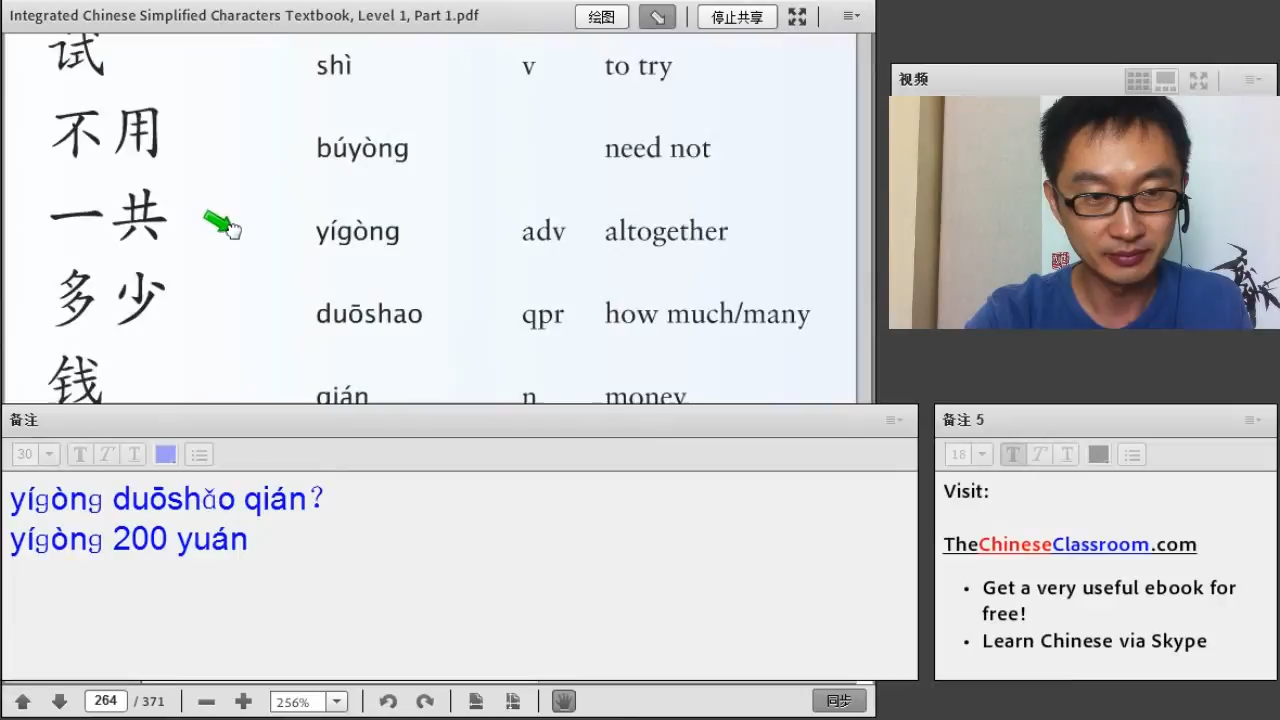 Integrated Chinese Simplified Characters Textbook, Level 1, Part 1.pdf
绘图
停止共享
试 shì v to try
不用 búyòng need not
一共 yígòng adv altogether
多少 duōshao qpr how much/many
钱 qián n money
视频
备注
30
yígòng duōshǎo qián?
yígòng 200 yuán
备注 5
18
Visit:
TheChineseClassroom.com
• Get a very useful ebook for
free!
• Learn Chinese via Skype
264 / 371
256%
同步